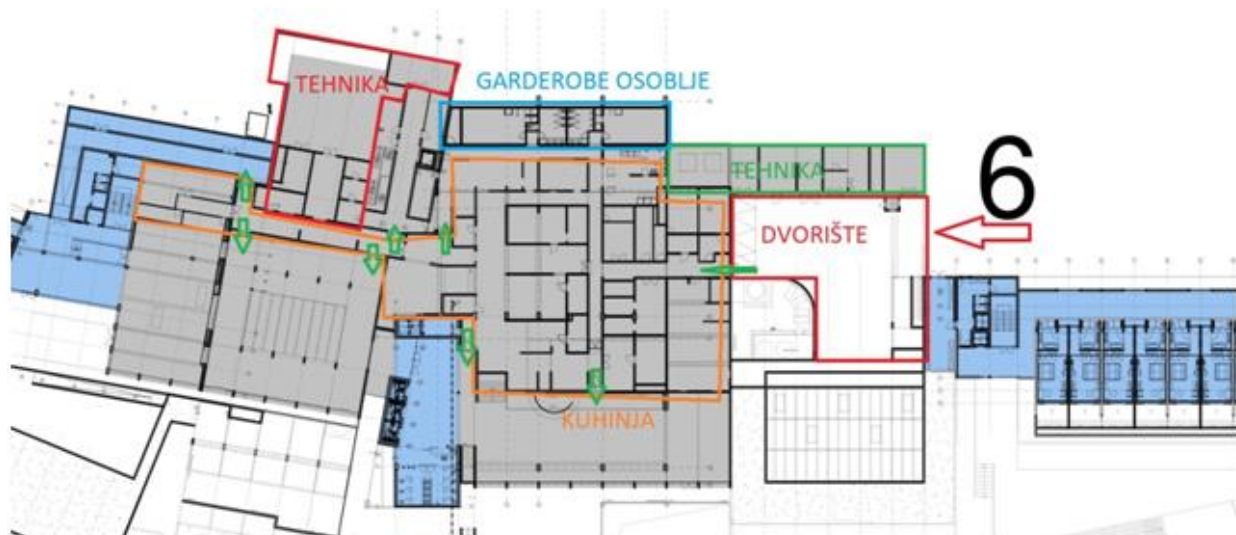 TEHNIKA
GARDEROBE OSOBLJE
TEHNIKA
6
DVORIŠTE
KUHINJA